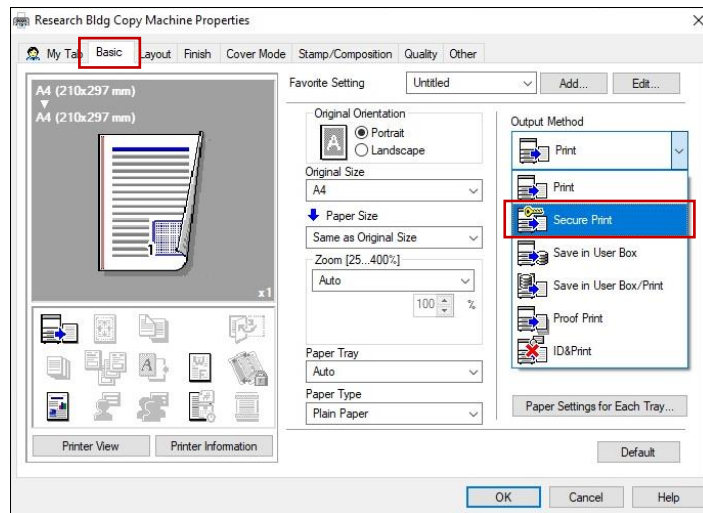 Research Bldg Copy Machine Properties
My Tab Basic Layout Finish Cover Mode Stamp/Composition Quality Other
A4 (210x297 mm)
A4 (210x297 mm)
1
x1
Printer View Printer Information
Favorite Setting Untitled Add... Edit...
Original Orientation
A Portrait
Landscape
Original Size
A4
Paper Size
Same as Original Size
Zoom [25...400%]
Auto
100 %
Paper Tray
Auto
Paper Type
Plain Paper
Output Method
Print
Print
Secure Print
Save in User Box
Save in User Box/Print
Proof Print
ID&Print
Paper Settings for Each Tray...
Default
OK Cancel Help